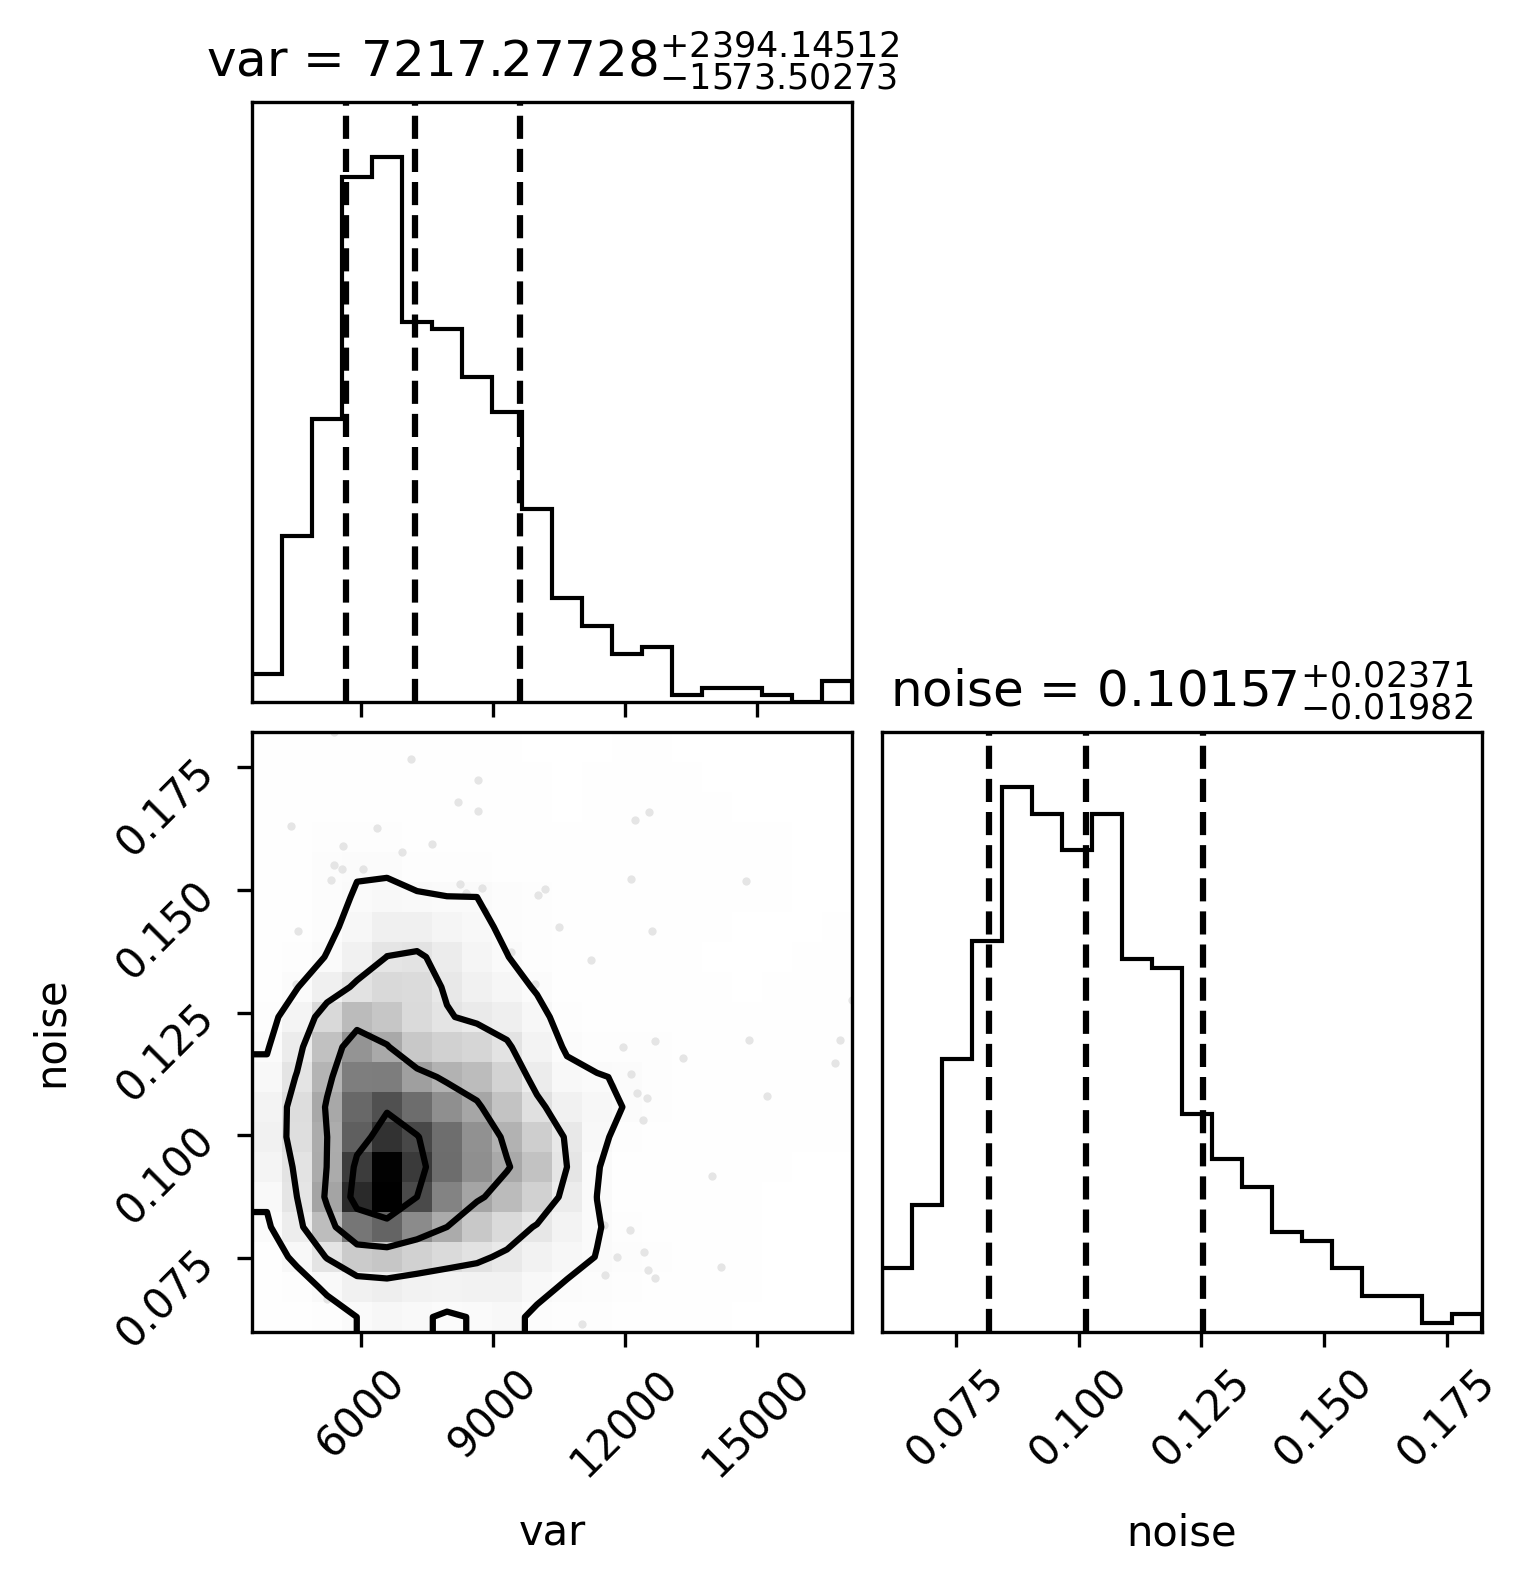 var = 7217.27728+2394.14512
−1573.50273
noise = 0.10157+0.02371
−0.01982
0.175
0.150
0.125
0.100
0.075
noise
6000 9000 12000 15000
0.075 0.100 0.125 0.150 0.175
var
noise